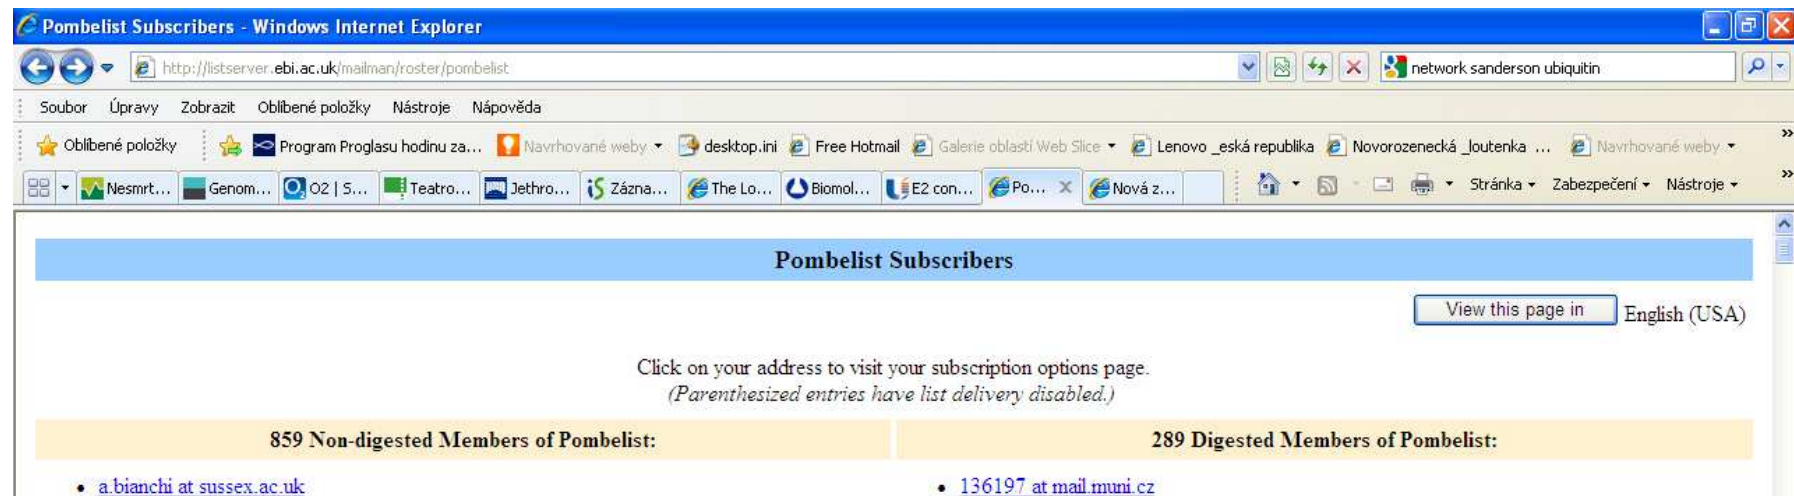 Pombelist Subscribers - Windows Internet Explorer
http://listserver.ebi.ac.uk/mailman/roster/pombelist network sanderson ubiquitin
Soubor Úpravy Zobrazit Oblíbené položky Nástroje Nápověda
Oblíbené položky Program Proglasu hodinu za... Navrhované weby desktop.ini Free Hotmail Galerie oblastí Web Slice Lenovo _eská republika Novorozenecká _loutenka ... Navrhované weby »
Nesmrt... Genom... O2 | S... Teatro... Jethro... Zázna... The Lo... Biomol... E2 con... Po... Nová z... Stránka Zabezpečení Nástroje »
Pombelist Subscribers
View this page in English (USA)
Click on your address to visit your subscription options page.
(Parenthesized entries have list delivery disabled.)
859 Non-digested Members of Pombelist: 289 Digested Members of Pombelist:
• a.bianchi at sussex.ac.uk • 136197 at mail.muni.cz